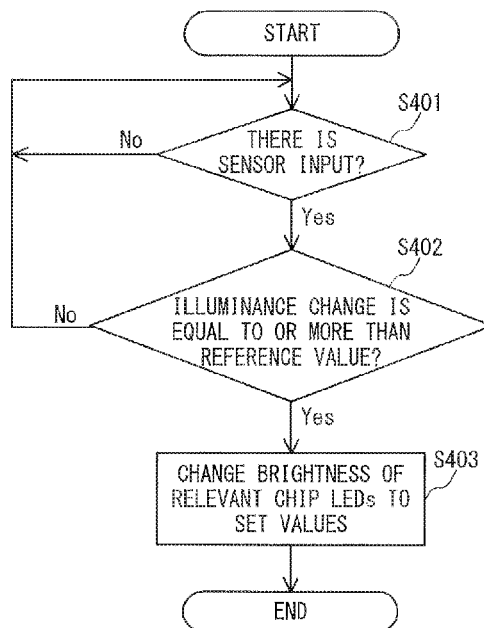 START
S401
THERE IS
SENSOR INPUT?
No
Yes
S402
ILLUMINANCE CHANGE IS
EQUAL TO OR MORE THAN
REFERENCE VALUE?
No
Yes
S403
CHANGE BRIGHTNESS OF
RELEVANT CHIP LEDs TO
SET VALUES
END